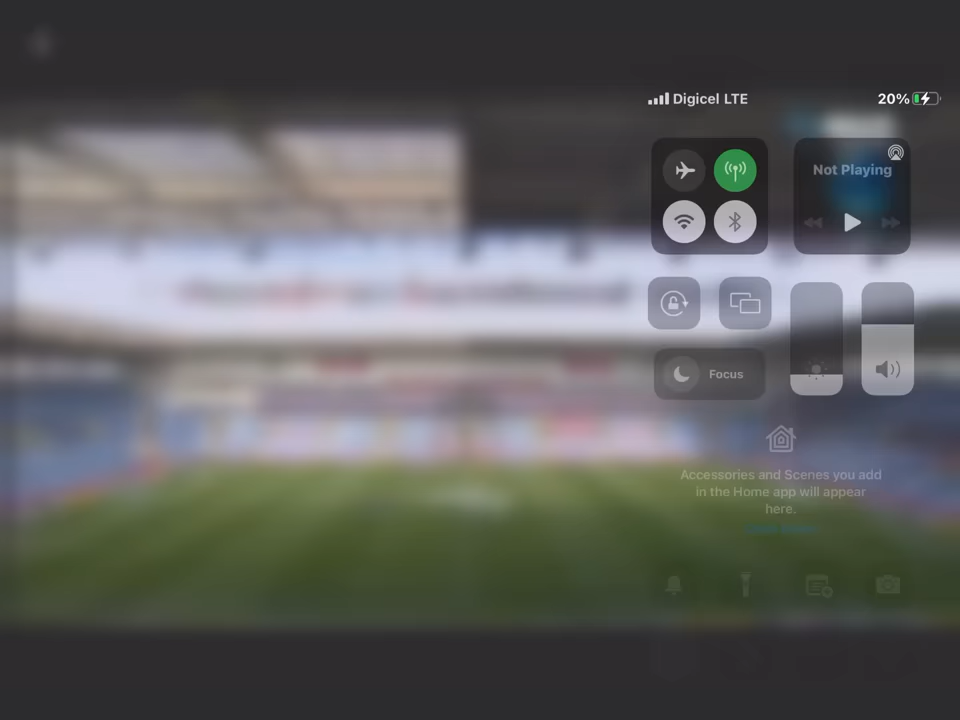 Digicel LTE
20%
Not Playing
Focus
Accessories and Scenes you add
in the Home app will appear
here.